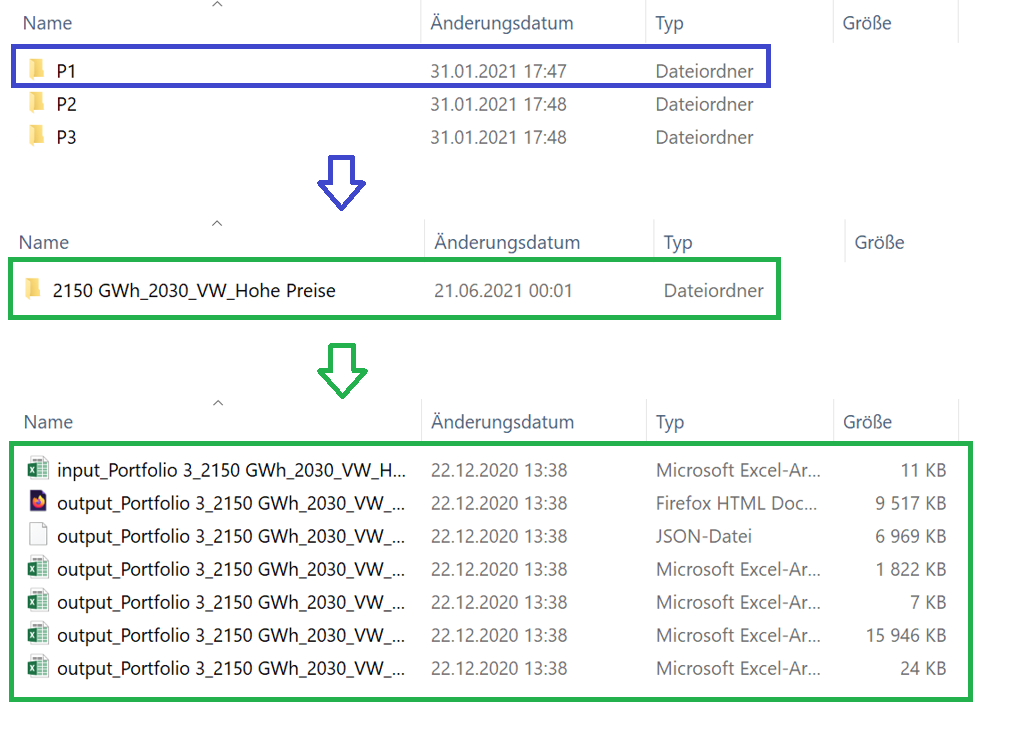 Name Änderungsdatum Typ Größe
P1 31.01.2021 17:47 Dateiordner
P2 31.01.2021 17:48 Dateiordner
P3 31.01.2021 17:48 Dateiordner
Name Änderungsdatum Typ Größe
2150 GWh_2030_VW_Hohe Preise 21.06.2021 00:01 Dateiordner
Name Änderungsdatum Typ Größe
input_Portfolio 3_2150 GWh_2030_VW_H... 22.12.2020 13:38 Microsoft Excel-Ar... 11 KB
output_Portfolio 3_2150 GWh_2030_VW_... 22.12.2020 13:38 Firefox HTML Doc... 9 517 KB
output_Portfolio 3_2150 GWh_2030_VW_... 22.12.2020 13:38 JSON-Datei 6 969 KB
output_Portfolio 3_2150 GWh_2030_VW_... 22.12.2020 13:38 Microsoft Excel-Ar... 1 822 KB
output_Portfolio 3_2150 GWh_2030_VW_... 22.12.2020 13:38 Microsoft Excel-Ar... 7 KB
output_Portfolio 3_2150 GWh_2030_VW_... 22.12.2020 13:38 Microsoft Excel-Ar... 15 946 KB
output_Portfolio 3_2150 GWh_2030_VW_... 22.12.2020 13:38 Microsoft Excel-Ar... 24 KB